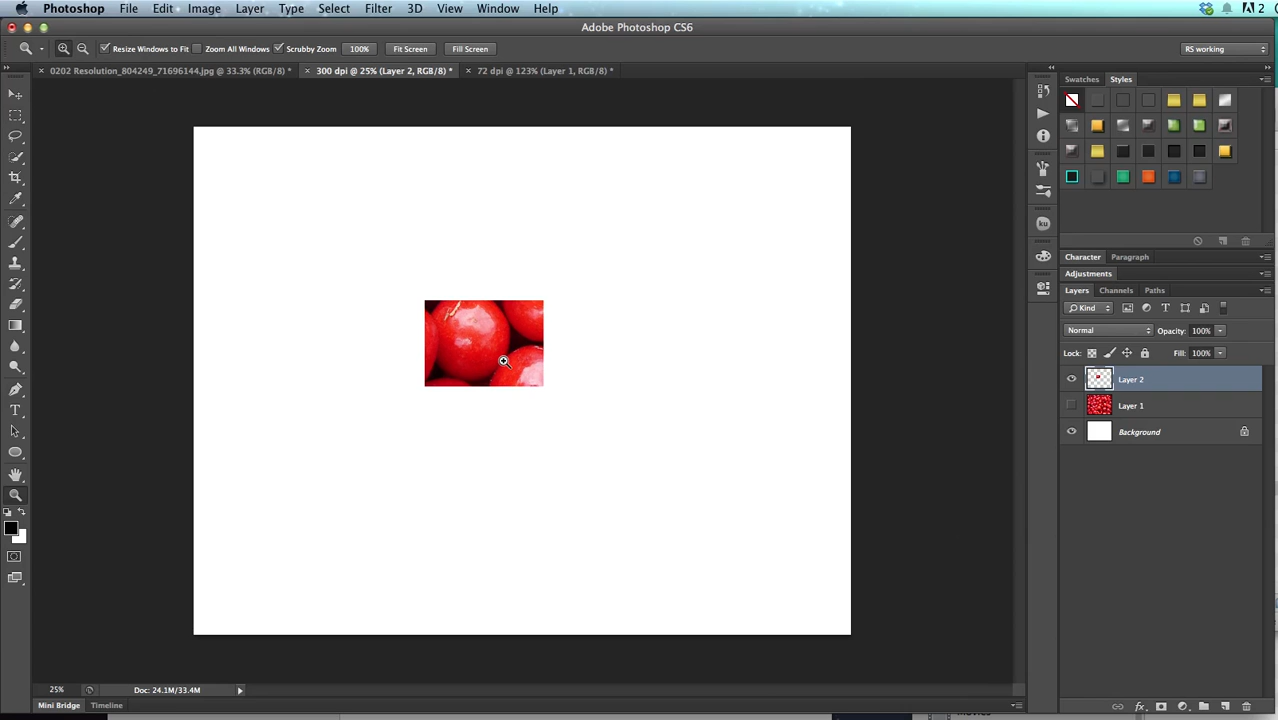 Photoshop File Edit Image Layer Type Select Filter 3D View Window Help 2
Adobe Photoshop CS6
Resize Windows to Fit Zoom All Windows Scrubby Zoom 100% Fit Screen Fill Screen RS working
0202 Resolution_804249_71696144.jpg @ 33.3% (RGB/8) * 300 dpi @ 25% (Layer 2, RGB/8) * 72 dpi @ 123% (Layer 1, RGB/8) *
Swatches Styles
ku
Character Paragraph
Adjustments
Layers Channels Paths
Kind
Normal Opacity: 100%
Lock: Fill: 100%
Layer 2
Layer 1
Background
25% Doc: 24.1M/33.4M
Mini Bridge Timeline